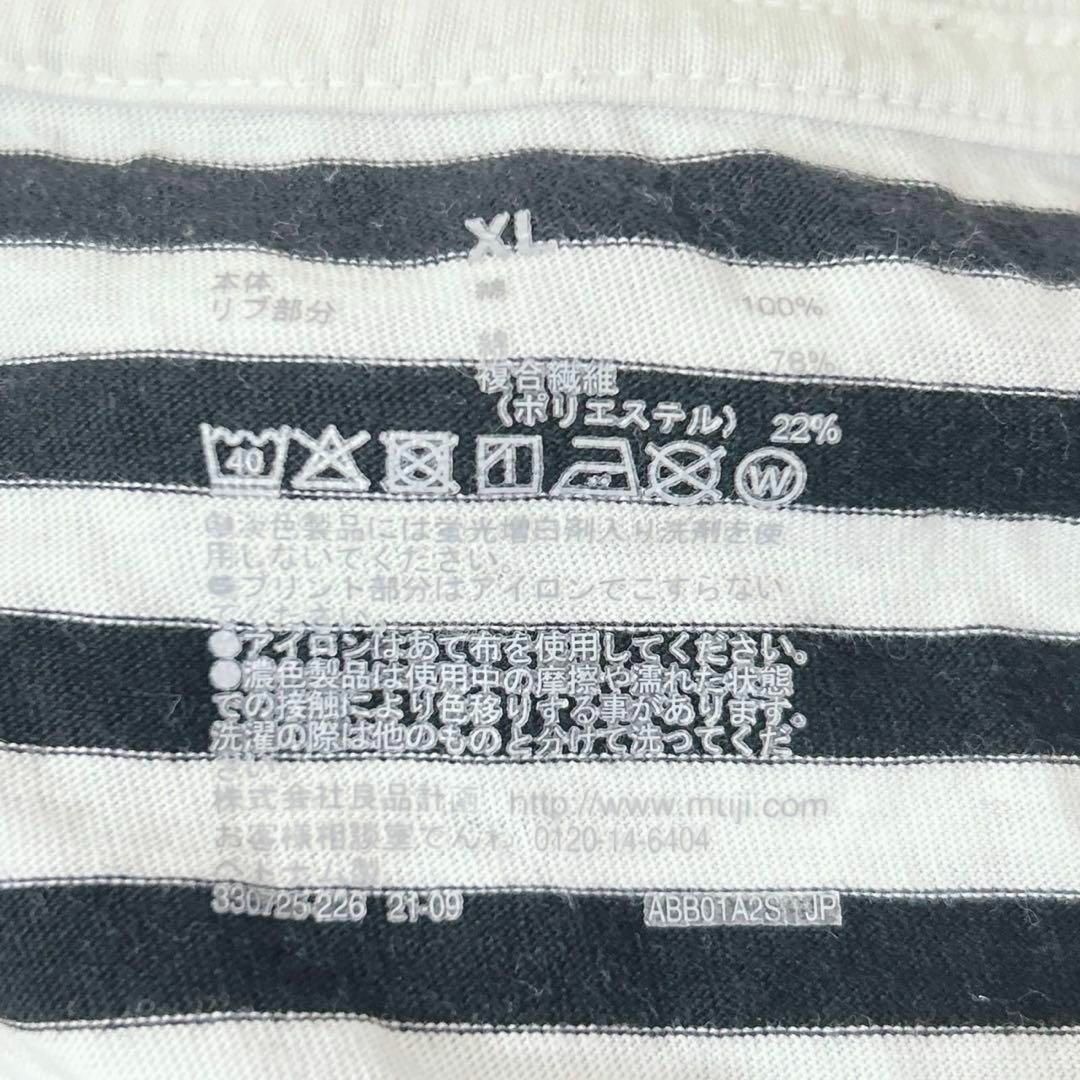 XL
本体 綿 100%
リブ部分 綿 78%
複合繊維
(ポリエステル) 22%
40 W
●淡色製品には蛍光増白剤入り洗剤を使
用しないでください。
●プリント部分はアイロンでこすらない
でください。
●アイロンはあて布を使用してください。
●濃色製品は使用中の摩擦や濡れた状態
での接触により色移りする事があります。
洗濯の際は他のものと分けて洗ってくだ
さい。
株式会社良品計画 http://www.muji.com
お客様相談室でんわ 0120-14-6404
ベトナム製
330725-226 21-09 ABB01A2S